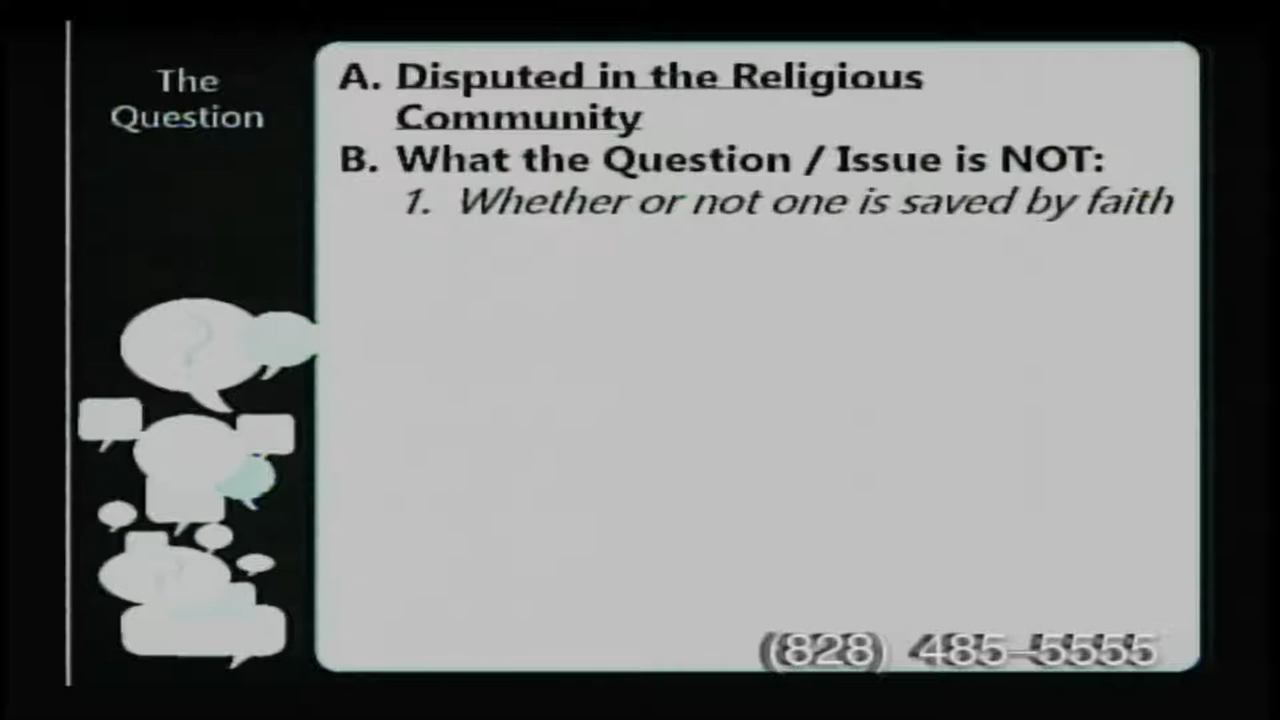 The
Question
A. Disputed in the Religious
Community
B. What the Question / Issue is NOT:
1. Whether or not one is saved by faith
(828) 485-5555